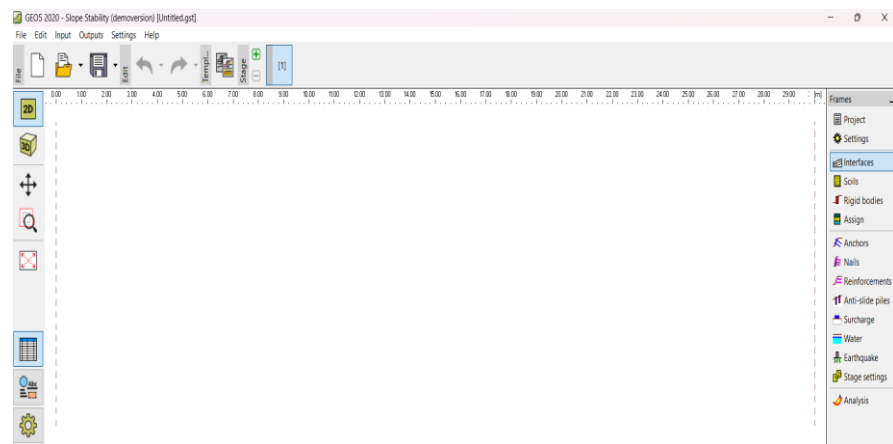 GEO5 2020 - Slope Stability (demoversion) [Untitled.gst]
File Edit Input Outputs Settings Help
File
Edit
Templ...
Stage
[1]
0.00 1.00 2.00 3.00 4.00 5.00 6.00 7.00 8.00 9.00 10.00 11.00 12.00 13.00 14.00 15.00 16.00 17.00 18.00 19.00 20.00 21.00 22.00 23.00 24.00 25.00 26.00 27.00 28.00 29.00 [m]
2D
3D
Abc
Frames
Project
Settings
Interfaces
Soils
Rigid bodies
Assign
Anchors
Nails
Reinforcements
Anti-slide piles
Surcharge
Water
Earthquake
Stage settings
Analysis